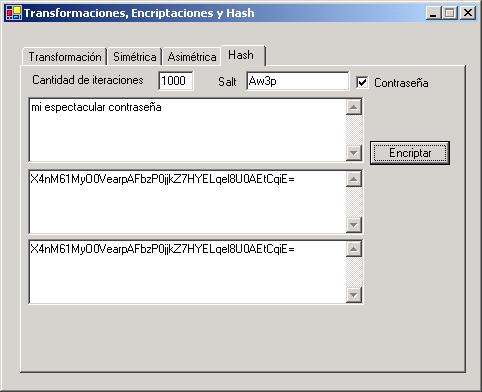 Transformaciones, Encriptaciones y Hash
Transformación Simétrica Asimétrica Hash
Cantidad de iteraciones 1000 Salt Aw3p Contraseña
mi espectacular contraseña
Encriptar
X4nM61MyO0VearpAFbzP0jjkZ7HYELqel8U0AEtCqiE=
X4nM61MyO0VearpAFbzP0jjkZ7HYELqel8U0AEtCqiE=